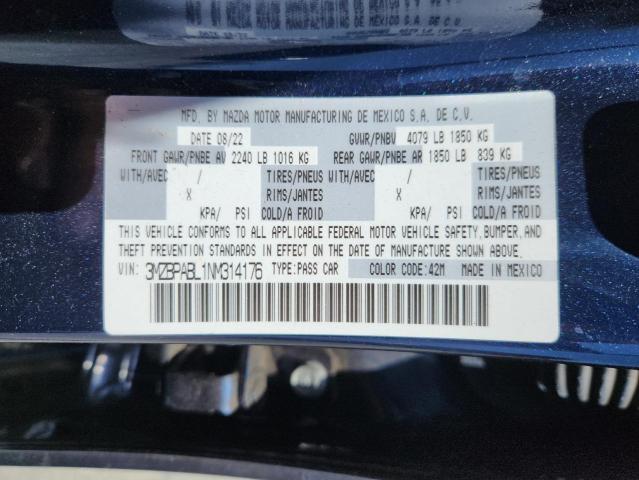 MFD. BY MAZDA MOTOR MANUFACTURING DE MEXICO S.A. DE C.V.
DATE 08/22 GVWR/PNBV 4079 LB 1850 KG
FRONT GAWR/PNBE AV 2240 LB 1016 KG REAR GAWR/PNBE AR 1850 LB 839 KG
WITH/AVEC / TIRES/PNEUS WITH/AVEC / TIRES/PNEUS
X RIMS/JANTES X RIMS/JANTES
KPA/ PSI COLD/A FROID KPA/ PSI COLD/A FROID
THIS VEHICLE CONFORMS TO ALL APPLICABLE FEDERAL MOTOR VEHICLE SAFETY, BUMPER, AND
THEFT PREVENTION STANDARDS IN EFFECT ON THE DATE OF MANUFACTURE SHOWN ABOVE.
VIN: 3MZBPABL1NM314176 TYPE:PASS CAR COLOR CODE:42M MADE IN MEXICO